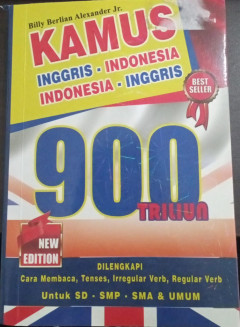 Billy Berlian Alexander Jr.
KAMUS
INGGRIS - INDONESIA
INDONESIA - INGGRIS
BEST
SELLER
900
TRILIUN
NEW
EDITION
DILENGKAPI
Cara Membaca, Tenses, Irregular Verb, Regular Verb
Untuk SD - SMP - SMA & UMUM